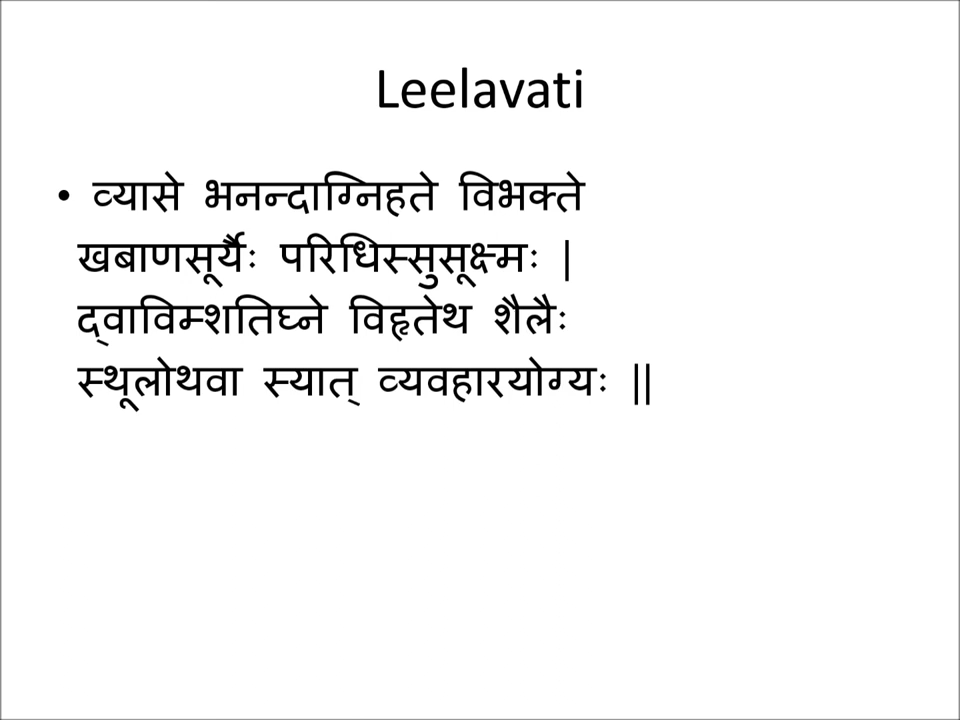 Leelavati
• व्यासे भनन्दाग्निहते विभक्ते
खबाणसूर्यैः परिधिस्सुसूक्ष्मः |
द्वाविम्शतिघ्ने विहृतेथ शैलैः
स्थूलोथवा स्यात् व्यवहारयोग्यः ||